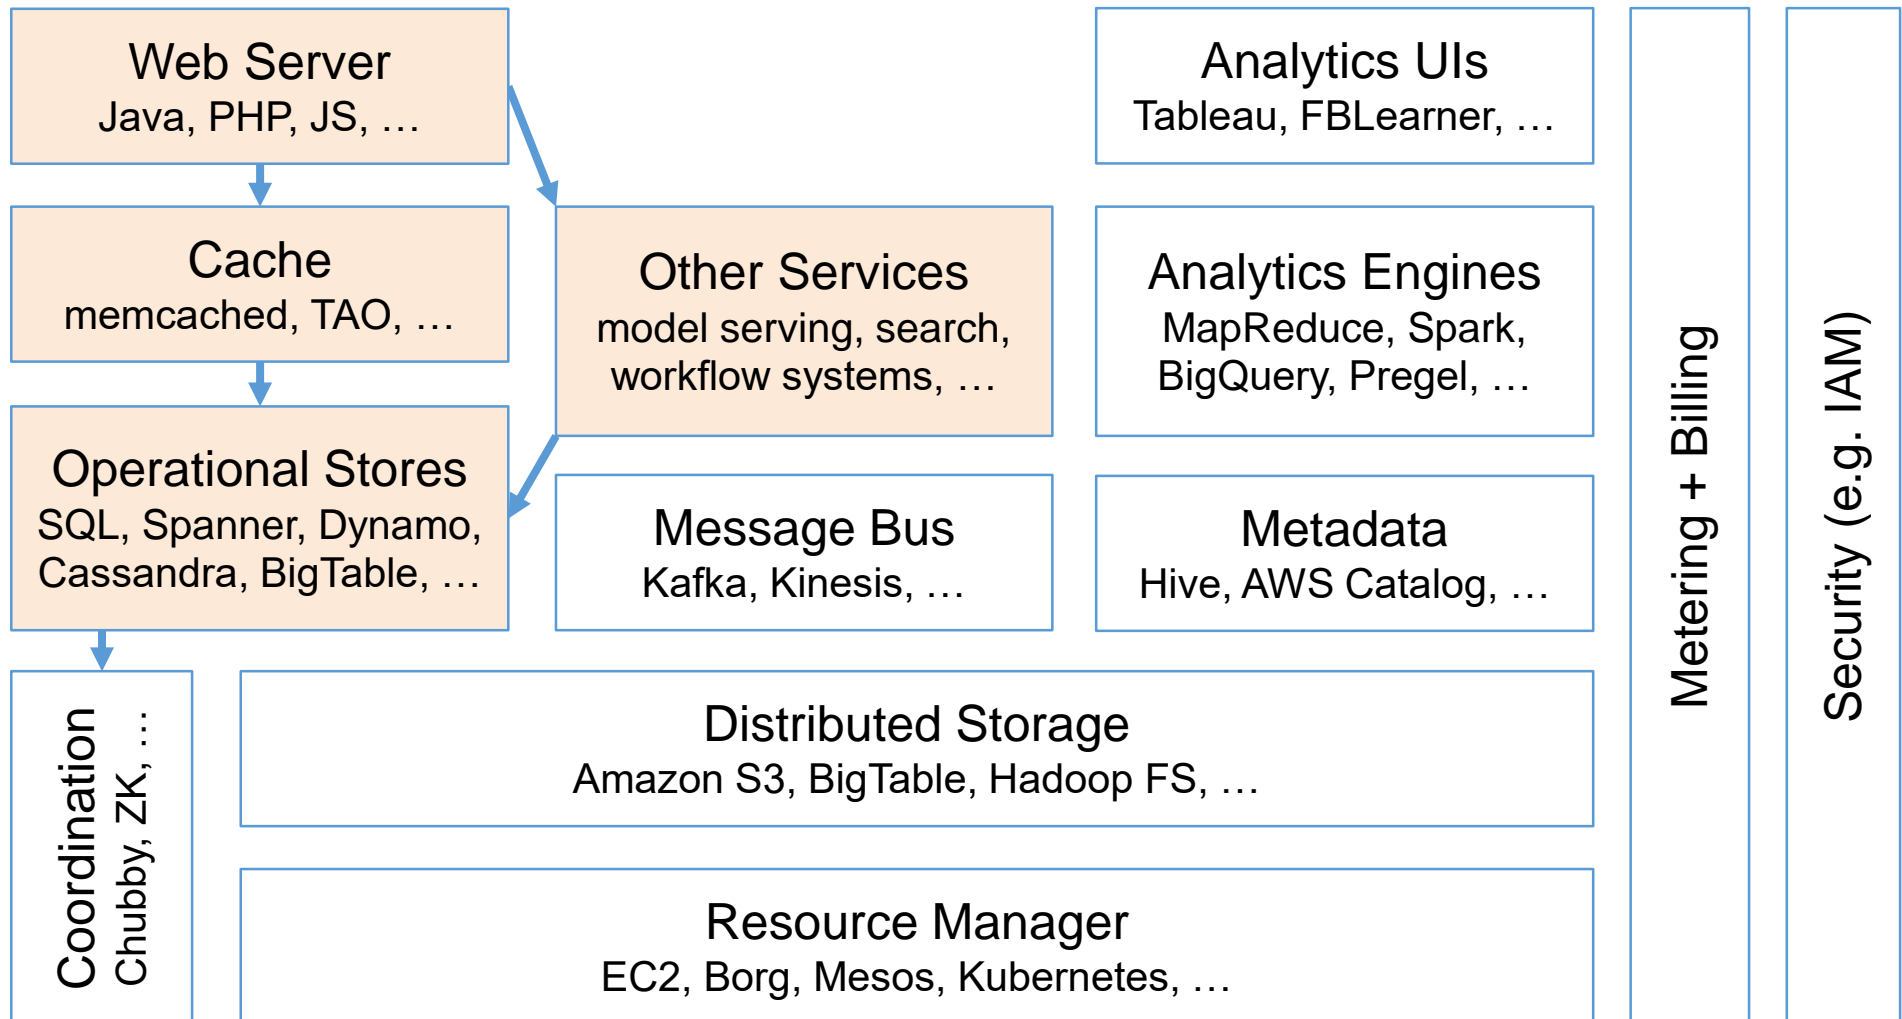 Web Server
Java, PHP, JS, …
Analytics UIs
Tableau, FBLearner, …
Cache
memcached, TAO, …
Other Services
model serving, search,
workflow systems, …
Analytics Engines
MapReduce, Spark,
BigQuery, Pregel, …
Operational Stores
SQL, Spanner, Dynamo,
Cassandra, BigTable, …
Message Bus
Kafka, Kinesis, …
Metadata
Hive, AWS Catalog, …
Coordination
Chubby, ZK, …
Distributed Storage
Amazon S3, BigTable, Hadoop FS, …
Resource Manager
EC2, Borg, Mesos, Kubernetes, …
Metering + Billing
Security (e.g. IAM)